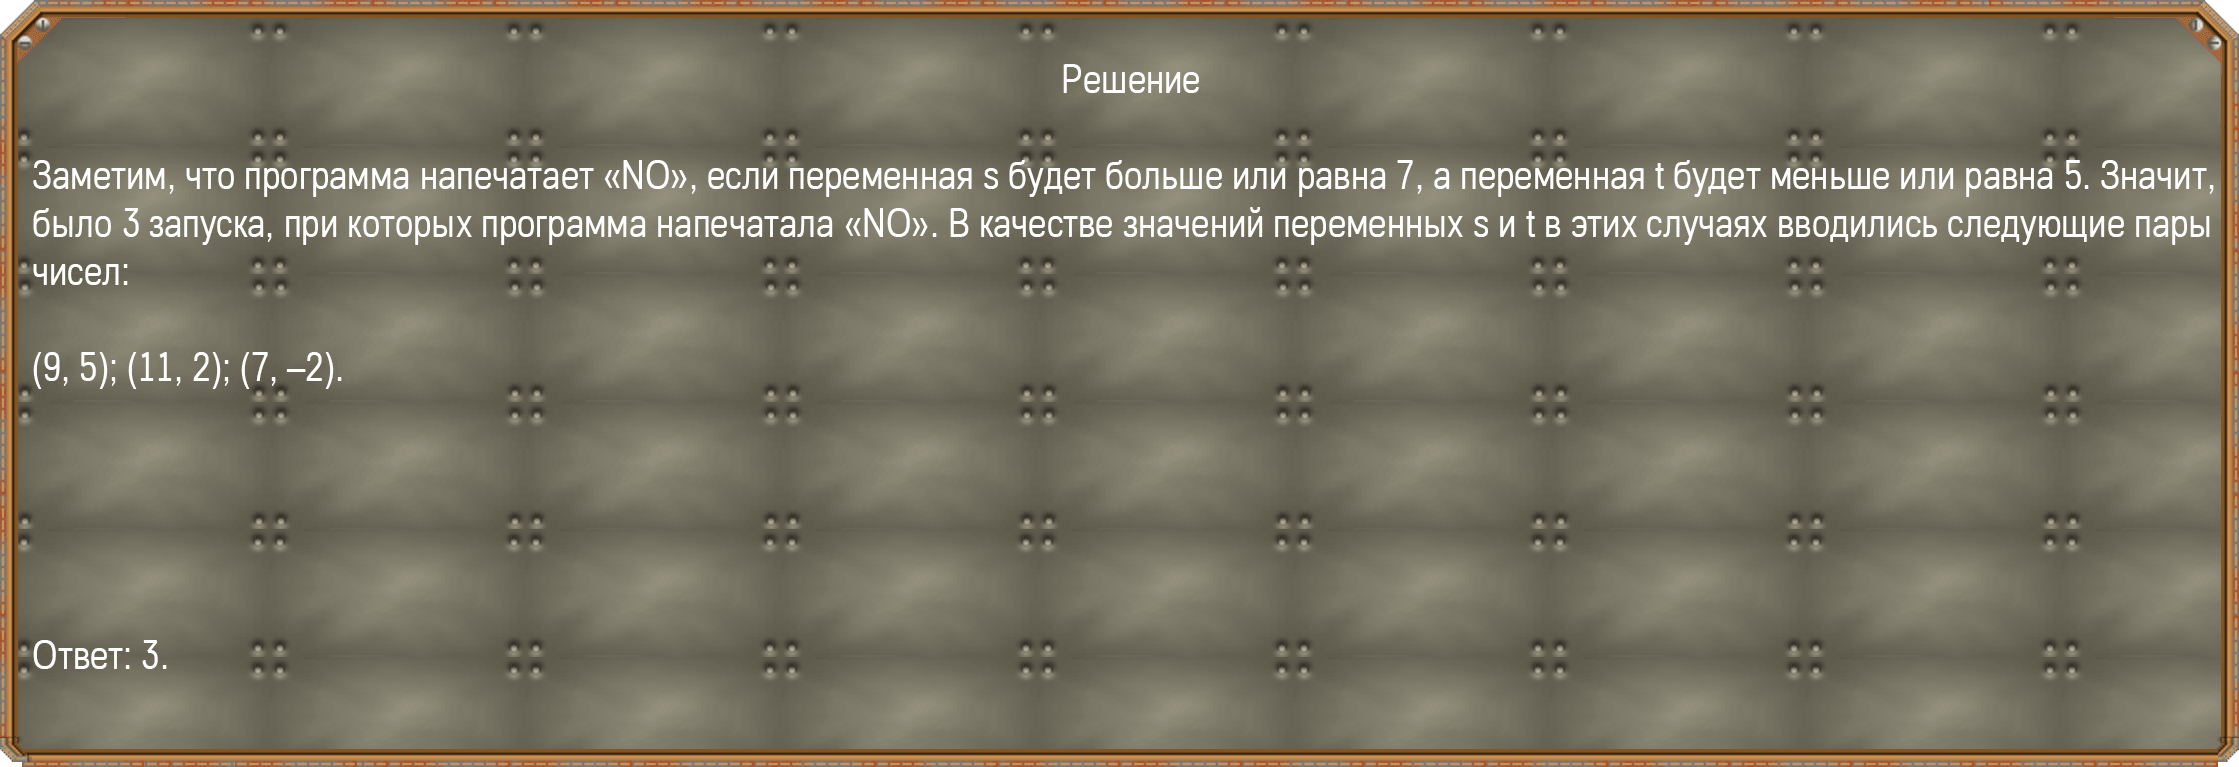 Решение
Заметим, что программа напечатает «NO», если переменная s будет больше или равна 7, а переменная t будет меньше или равна 5. Значит,
было 3 запуска, при которых программа напечатала «NO». В качестве значений переменных s и t в этих случаях вводились следующие пары
чисел:
(9, 5); (11, 2); (7, –2).
Ответ: 3.